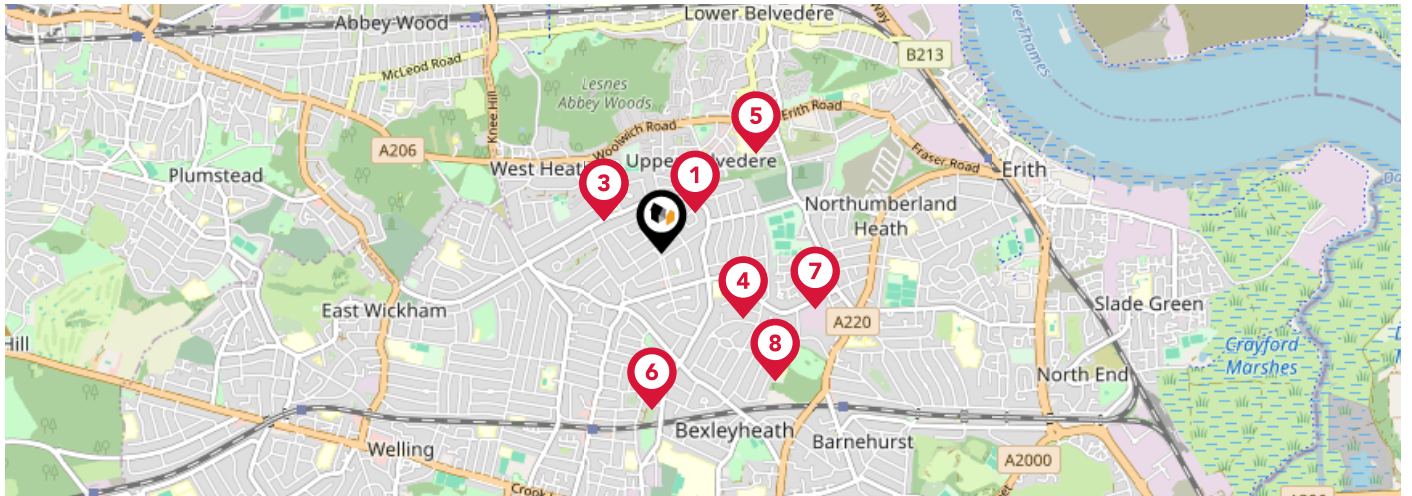 Abbey Wood
Lower Belvedere
B213
McLeod Road
Knee Hill
Lesnes
Abbey Woods
A206
Woolwich Road
5
Erith Road
Fraser Road
West
Upper
Erith
Plumstead
3
1
Northumberland
Heath
4
7
East Wickham
A220
Slade Green
Hill
8
Crayford
Marshes
6
North End
Bexleyheath
Barnehurst
Welling
A2000